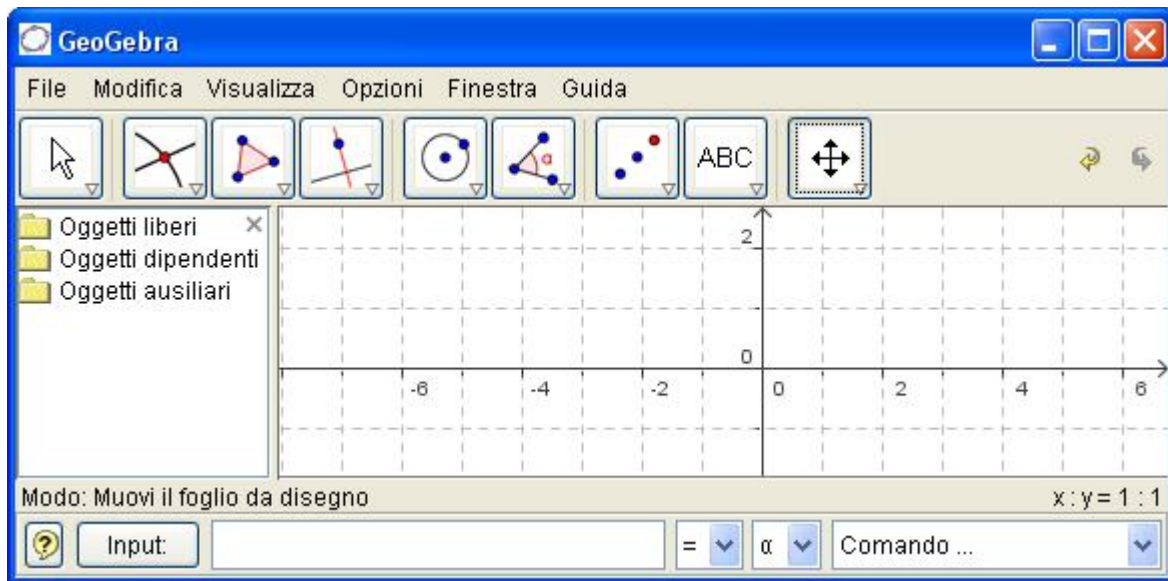 GeoGebra
File Modifica Visualizza Opzioni Finestra Guida
α ABC
Oggetti liberi
Oggetti dipendenti
Oggetti ausiliari
2
0
-6 -4 -2 0 2 4 6
Modo: Muovi il foglio da disegno x : y = 1 : 1
? Input: = α Comando ...